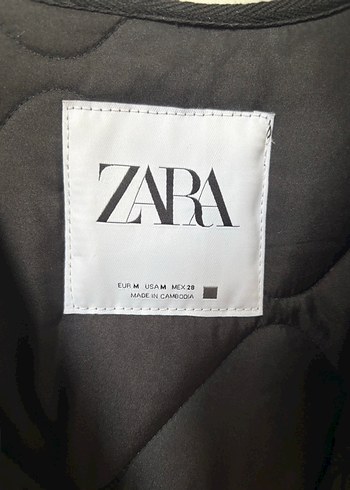 ZARA
EUR M USA M MEX 28
MADE IN CAMBODIA